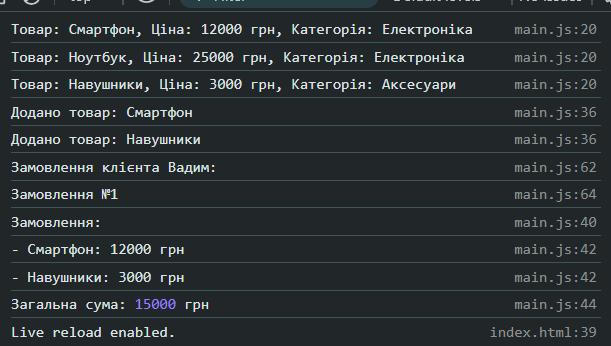 Товар: Смартфон, Ціна: 12000 грн, Категорія: Електроніка main.js:20
Товар: Ноутбук, Ціна: 25000 грн, Категорія: Електроніка main.js:20
Товар: Навушники, Ціна: 3000 грн, Категорія: Аксесуари main.js:20
Додано товар: Смартфон main.js:36
Додано товар: Навушники main.js:36
Замовлення клієнта Вадим: main.js:62
Замовлення №1 main.js:64
Замовлення: main.js:40
- Смартфон: 12000 грн main.js:42
- Навушники: 3000 грн main.js:42
Загальна сума: 15000 грн main.js:44
Live reload enabled. index.html:39